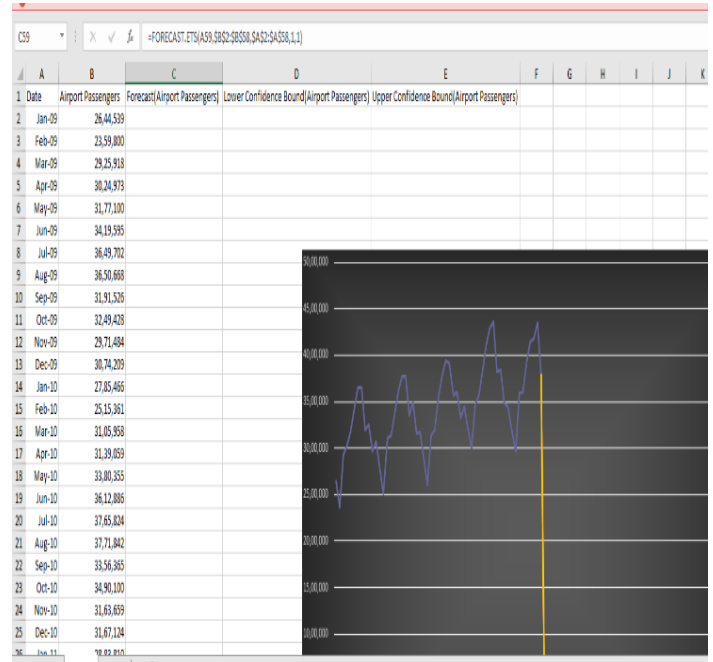 C59 =FORECAST.ETS(A59,$B$2:$B$58,$A$2:$A$58,1,1)
A B C D E F G H I J K
1 Date Airport Passengers Forecast(Airport Passengers) Lower Confidence Bound(Airport Passengers) Upper Confidence Bound(Airport Passengers)
2 Jan-09 26,44,539
3 Feb-09 23,59,800
4 Mar-09 29,25,918
5 Apr-09 30,24,973
6 May-09 31,77,100
7 Jun-09 34,19,595
8 Jul-09 36,49,702
9 Aug-09 36,50,668
10 Sep-09 31,91,526
11 Oct-09 32,49,428
12 Nov-09 29,71,484
13 Dec-09 30,74,209
14 Jan-10 27,85,466
15 Feb-10 25,15,361
16 Mar-10 31,05,958
17 Apr-10 31,39,059
18 May-10 33,80,355
19 Jun-10 36,12,886
20 Jul-10 37,65,824
21 Aug-10 37,71,842
22 Sep-10 33,56,365
23 Oct-10 34,90,100
24 Nov-10 31,63,659
25 Dec-10 31,67,124
26 Jan-11
50,00,000
45,00,000
40,00,000
35,00,000
30,00,000
25,00,000
20,00,000
15,00,000
10,00,000